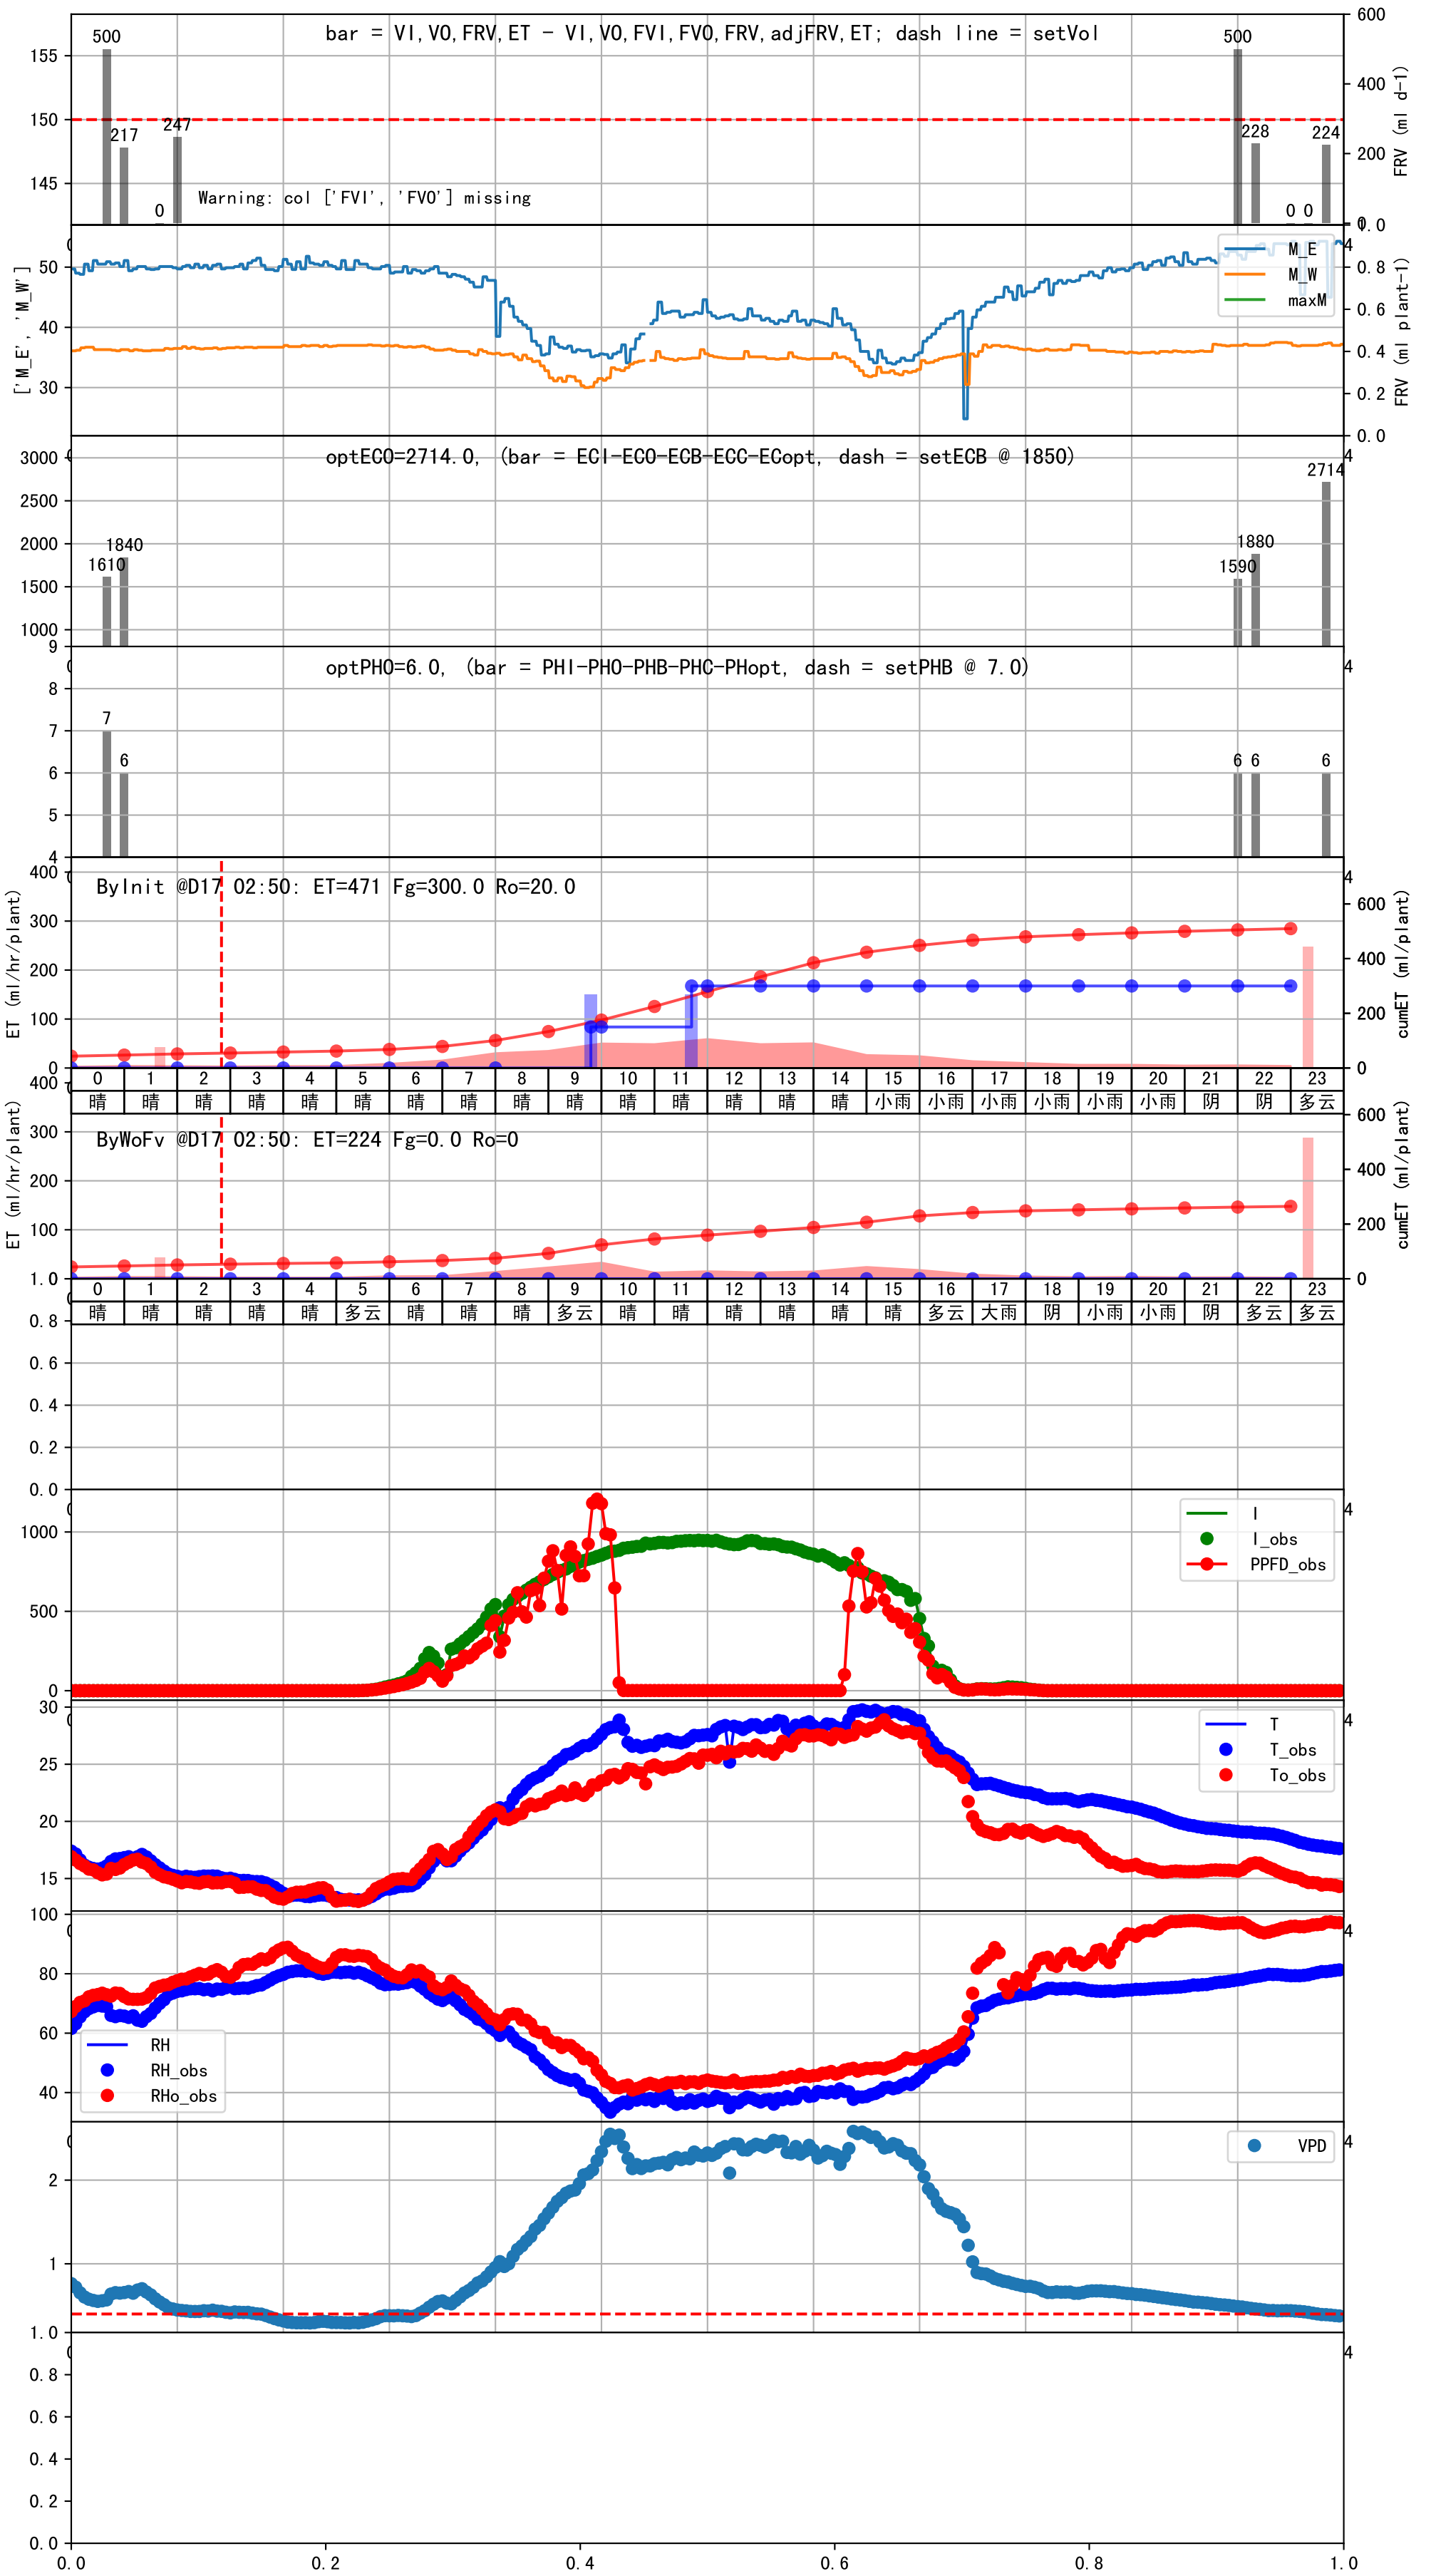 bar = VI,VO,FRV,ET - VI,VO,FVI,FVO,FRV,adjFRV,ET; dash line = setVol
500 217 0 247 500 228 0 0 224
155 150 145
600 400 200 0
FRV (ml d-1)
Warning: col ['FVI', 'FVO'] missing
['M_E', 'M_W']
50 40 30
M_E
M_W
maxM
1.0 0.8 0.6 0.4 0.2 0.0
FRV (ml plant-1)
optECO=2714.0, (bar = ECI-ECO-ECB-ECC-ECopt, dash = setECB @ 1850)
3000 2500 2000 1500 1000
1610 1840 1590 1880 2714
optPHO=6.0, (bar = PHI-PHO-PHB-PHC-PHopt, dash = setPHB @ 7.0)
9 8 7 6 5 4
7 6 6 6 6
ByInit @D17 02:50: ET=471 Fg=300.0 Ro=20.0
ET (ml/hr/plant)
400 300 200 100 0
600 400 200 0
cumET (ml/plant)
0 1 2 3 4 5 6 7 8 9 10 11 12 13 14 15 16 17 18 19 20 21 22 23
晴 晴 晴 晴 晴 晴 晴 晴 晴 晴 晴 晴 晴 晴 晴 小雨 小雨 小雨 小雨 小雨 小雨 阴 阴 多云
ByWoFv @D17 02:50: ET=224 Fg=0.0 Ro=0
ET (ml/hr/plant)
400 300 200 100
600 400 200 0
cumET (ml/plant)
0 1 2 3 4 5 6 7 8 9 10 11 12 13 14 15 16 17 18 19 20 21 22 23
晴 晴 晴 晴 晴 多云 晴 晴 晴 多云 晴 晴 晴 晴 晴 晴 多云 大雨 阴 小雨 小雨 阴 多云 多云
1.0 0.8 0.6 0.4 0.2 0.0
1000 500 0
I
I_obs
PPFD_obs
30 25 20 15
T
T_obs
To_obs
100 80 60 40
RH
RH_obs
RHo_obs
2 1
VPD
1.0 0.8 0.6 0.4 0.2 0.0
0.0 0.2 0.4 0.6 0.8 1.0